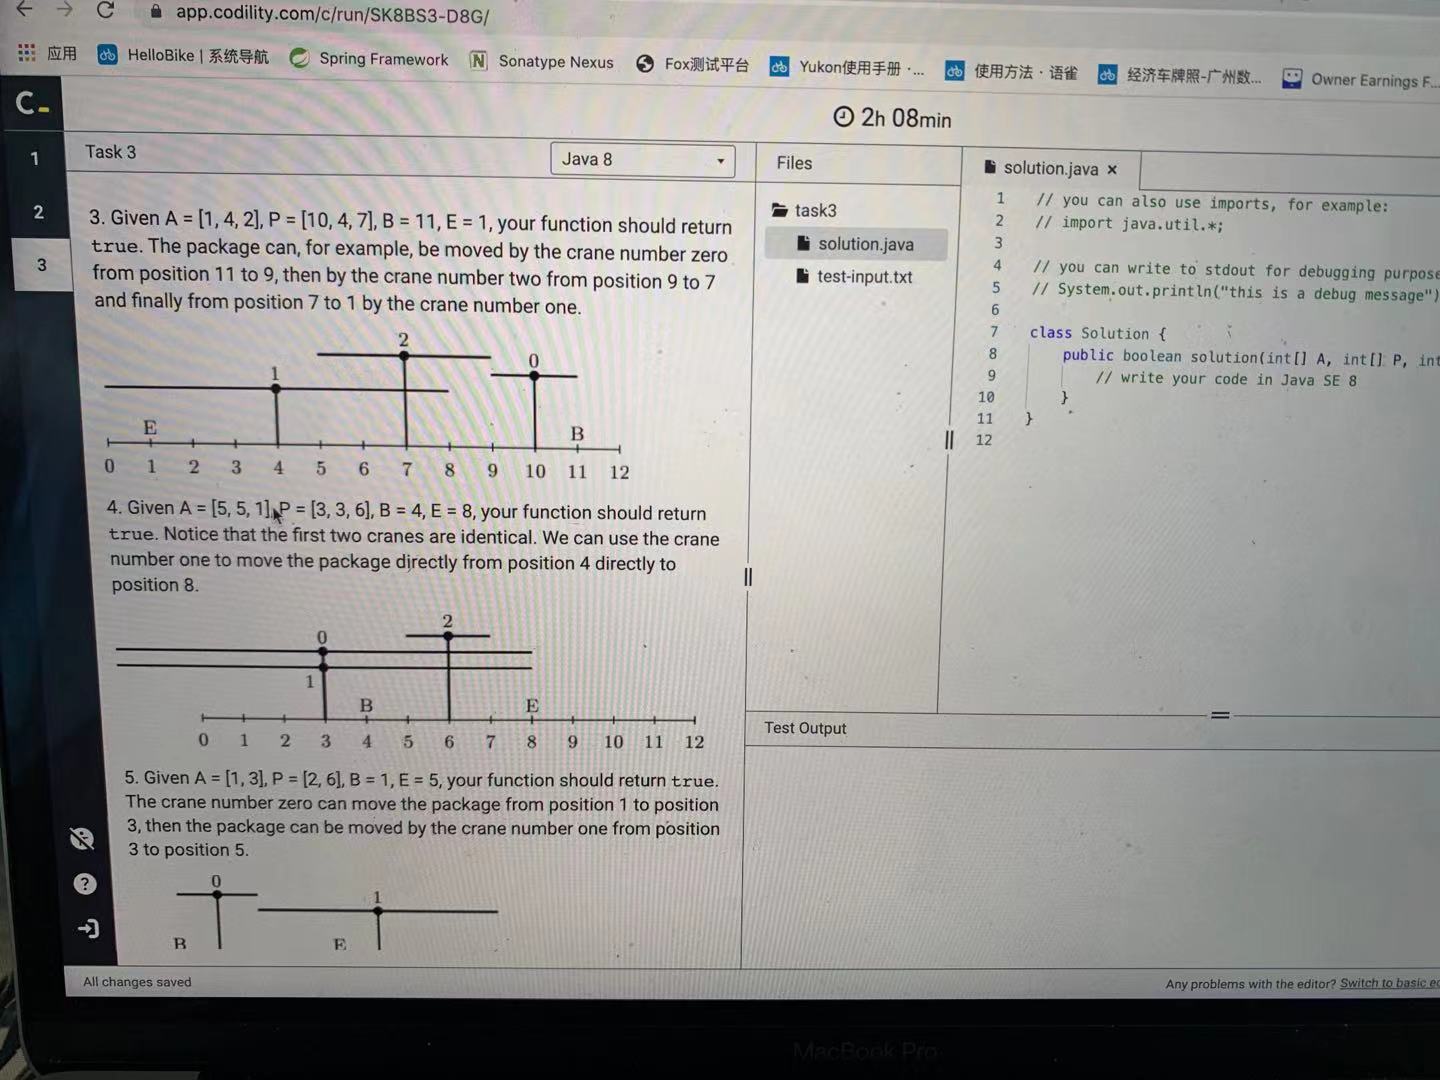 app.codility.com/c/run/SK8BS3-D8G/
应用 HelloBike | 系统导航 Spring Framework Sonatype Nexus Fox测试平台 Yukon使用手册 · ... 使用方法 · 语雀 经济车牌照-广州数... Owner Earnings F...
C_
2h 08min
1
2
3
Task 3
Java 8
3. Given A = [1, 4, 2], P = [10, 4, 7], B = 11, E = 1, your function should return
true. The package can, for example, be moved by the crane number zero
from position 11 to 9, then by the crane number two from position 9 to 7
and finally from position 7 to 1 by the crane number one.
2
0
1
E
B
0 1 2 3 4 5 6 7 8 9 10 11 12
4. Given A = [5, 5, 1], P = [3, 3, 6], B = 4, E = 8, your function should return
true. Notice that the first two cranes are identical. We can use the crane
number one to move the package directly from position 4 directly to
position 8.
2
0
1
B
E
0 1 2 3 4 5 6 7 8 9 10 11 12
5. Given A = [1, 3], P = [2, 6], B = 1, E = 5, your function should return true.
The crane number zero can move the package from position 1 to position
3, then the package can be moved by the crane number one from position
3 to position 5.
0
1
B
E
All changes saved
Files
task3
solution.java
test-input.txt
solution.java ×
1 // you can also use imports, for example:
2 // import java.util.*;
3
4 // you can write to stdout for debugging purpose
5 // System.out.println("this is a debug message")
6
7 class Solution {
8 public boolean solution(int[] A, int[] P, int
9 // write your code in Java SE 8
10 }
11 }
12
Test Output
Any problems with the editor? Switch to basic ed
MacBook Pro